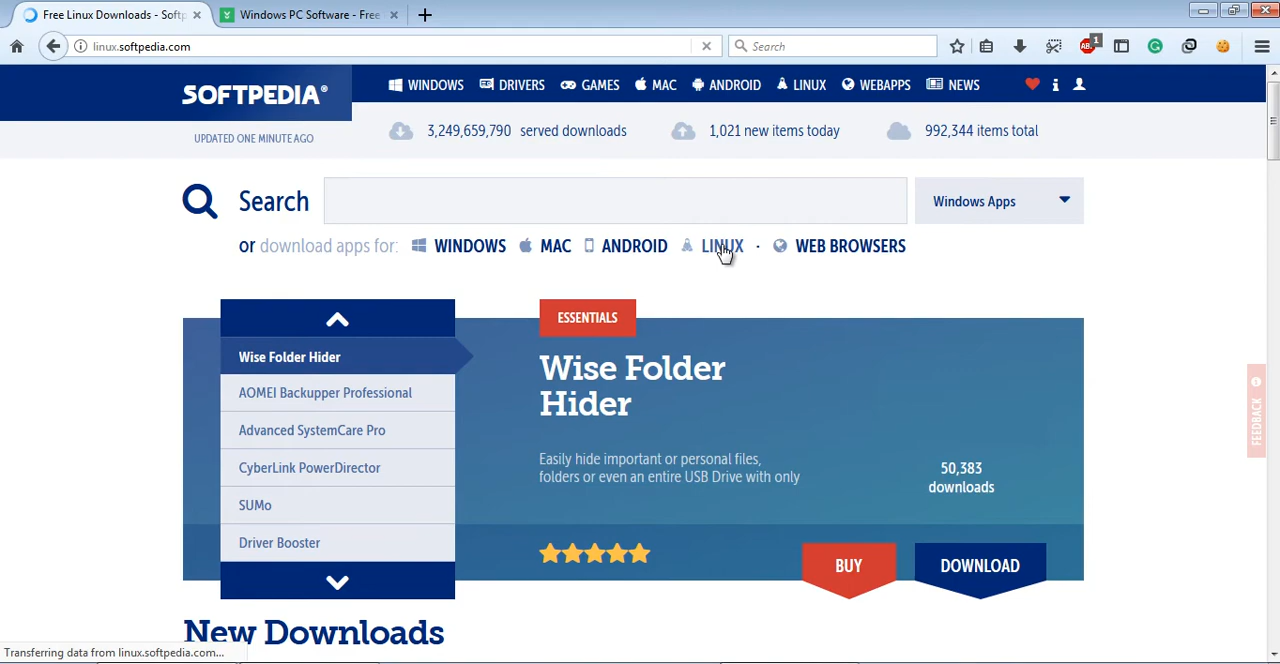 Free Linux Downloads - Softp
Windows PC Software - Free
linux.softpedia.com
Search
ABP
1
SOFTPEDIA®
WINDOWS
DRIVERS
GAMES
MAC
ANDROID
LINUX
WEBAPPS
NEWS
UPDATED ONE MINUTE AGO
3,249,659,790 served downloads
1,021 new items today
992,344 items total
Search
Windows Apps
or download apps for: WINDOWS MAC ANDROID LINUX · WEB BROWSERS
Wise Folder Hider
AOMEI Backupper Professional
Advanced SystemCare Pro
CyberLink PowerDirector
SUMo
Driver Booster
ESSENTIALS
Wise Folder
Hider
Easily hide important or personal files,
folders or even an entire USB Drive with only
50,383
downloads
BUY
DOWNLOAD
FEEDBACK
New Downloads
Transferring data from linux.softpedia.com...